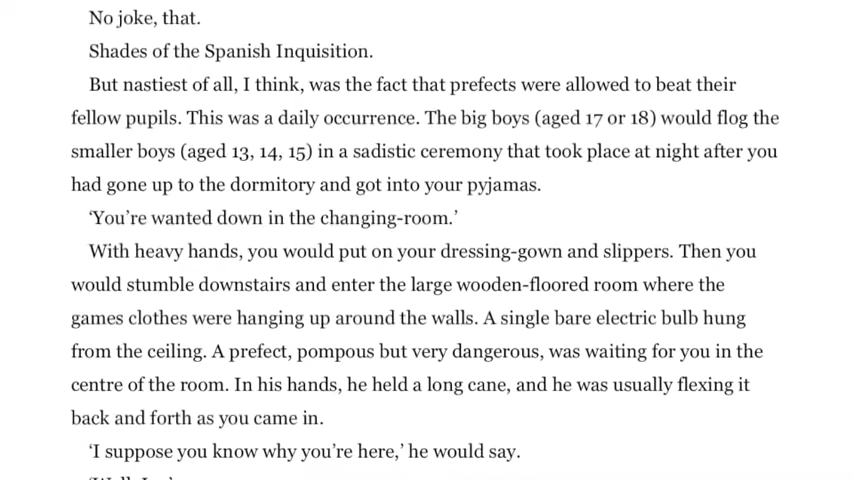 No joke, that.
Shades of the Spanish Inquisition.
But nastiest of all, I think, was the fact that prefects were allowed to beat their
fellow pupils. This was a daily occurrence. The big boys (aged 17 or 18) would flog the
smaller boys (aged 13, 14, 15) in a sadistic ceremony that took place at night after you
had gone up to the dormitory and got into your pyjamas.
‘You’re wanted down in the changing-room.’
With heavy hands, you would put on your dressing-gown and slippers. Then you
would stumble downstairs and enter the large wooden-floored room where the
games clothes were hanging up around the walls. A single bare electric bulb hung
from the ceiling. A prefect, pompous but very dangerous, was waiting for you in the
centre of the room. In his hands, he held a long cane, and he was usually flexing it
back and forth as you came in.
‘I suppose you know why you’re here,’ he would say.